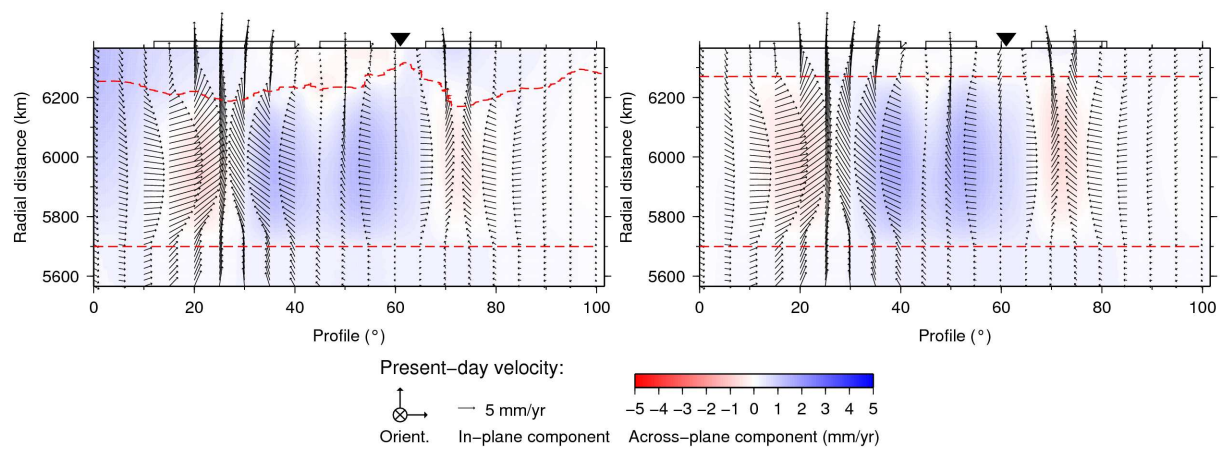 Radial distance (km)
6200
6000
5800
5600
0 20 40 60 80 100
Profile (°)
Radial distance (km)
6200
6000
5800
5600
0 20 40 60 80 100
Profile (°)
Present−day velocity:
5 mm/yr
−5 −4 −3 −2 −1 0 1 2 3 4 5
Orient. In−plane component Across−plane component (mm/yr)